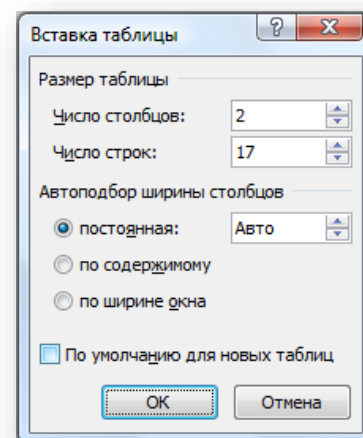 Вставка таблицы
Размер таблицы
Число столбцов: 2
Число строк: 17
Автоподбор ширины столбцов
постоянная: Авто
по содержимому
по ширине окна
По умолчанию для новых таблиц
ОК Отмена